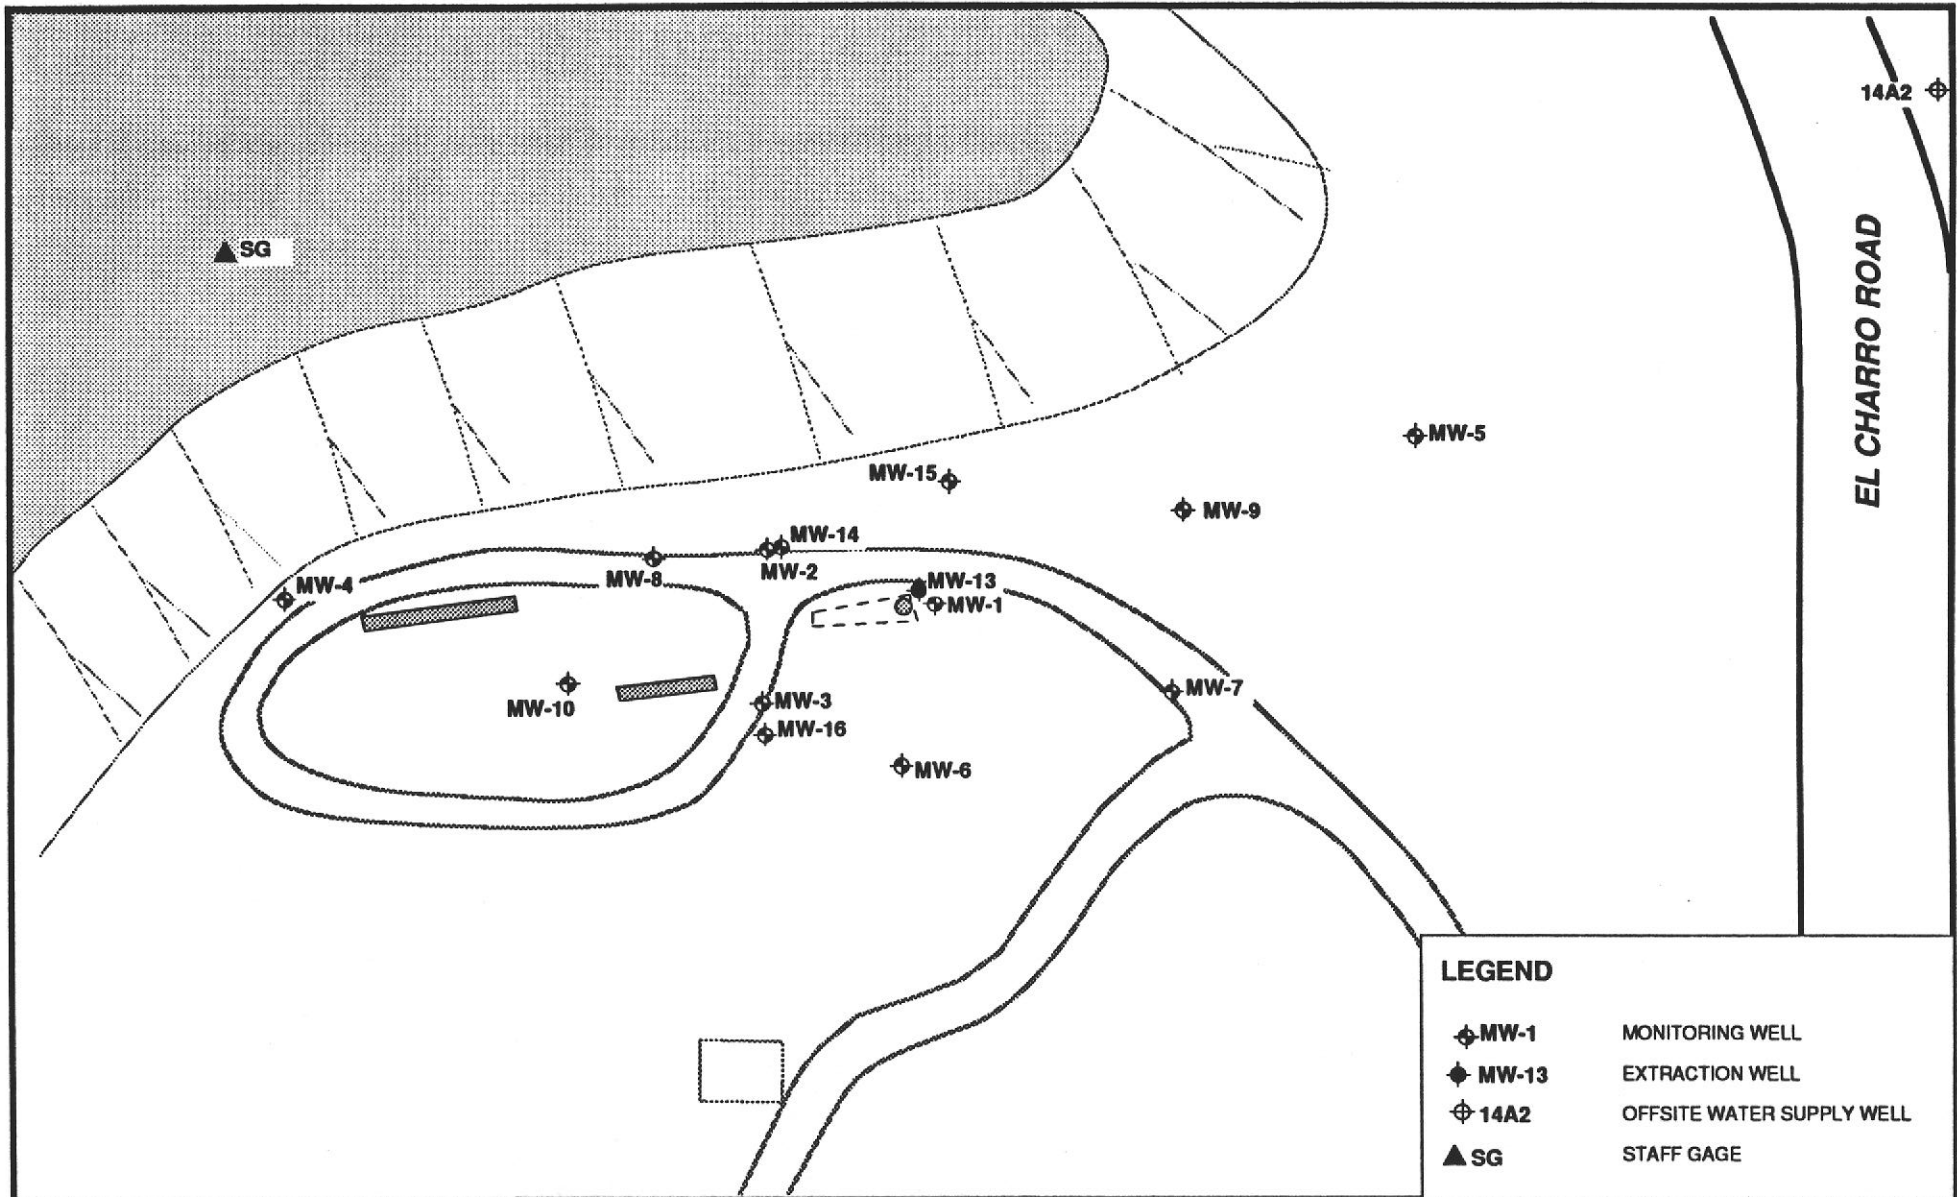 14A2
SG
EL CHARRO ROAD
MW-5
MW-15
MW-9
MW-14
MW-2
MW-8
MW-4
MW-13
MW-1
MW-7
MW-10
MW-3
MW-16
MW-6
LEGEND
MW-1 MONITORING WELL
MW-13 EXTRACTION WELL
14A2 OFFSITE WATER SUPPLY WELL
SG STAFF GAGE